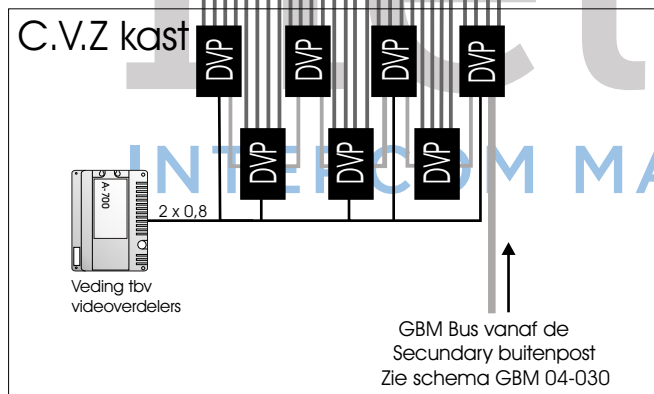 C.V.Z kast
DVP
DVP
DVP
DVP
DVP
DVP
DVP
INTERCOM MA
A-700
2 x 0,8
Veding tbv
videoverdelers
GBM Bus vanaf de
Secundary buitenpost
Zie schema GBM 04-030